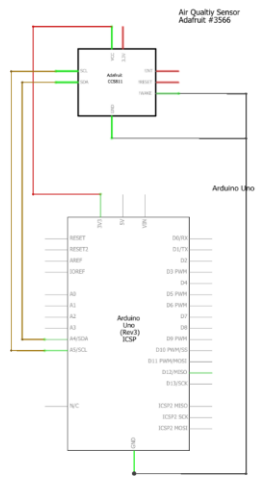 Air Qualtiy Sensor
Adafruit #3566
VCC
3.3V
SCL
SDA
Adafruit
CCS811
INT
RESET
WAKE
GND
Arduino Uno
3V3
5V
VIN
RESET
RESET2
AREF
IOREF
A0
A1
A2
A3
A4/SDA
A5/SCL
N/C
Arduino
Uno
(Rev3)
ICSP
D0/RX
D1/TX
D2
D3 PWM
D4
D5 PWM
D6 PWM
D7
D8
D9 PWM
D10 PWM/SS
D11 PWM/MOSI
D12/MISO
D13/SCK
ICSP2 MISO
ICSP2 SCK
ICSP2 MOSI
GND